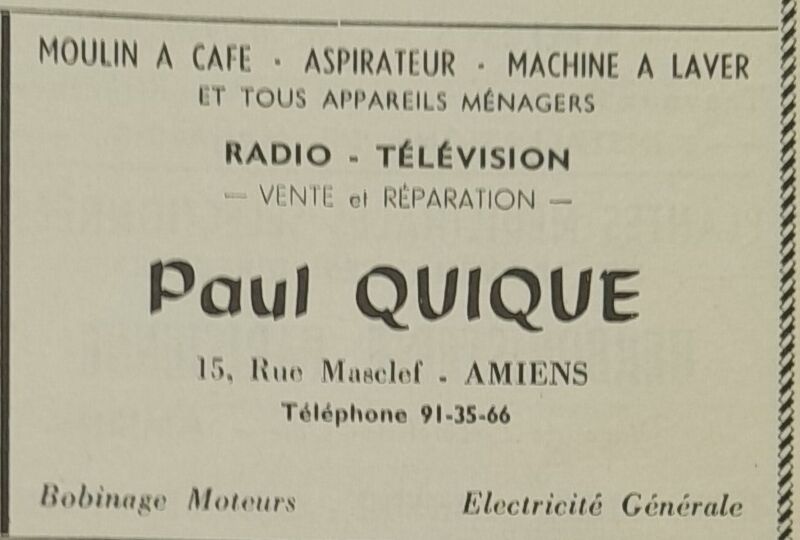 MOULIN A CAFE - ASPIRATEUR - MACHINE A LAVER
ET TOUS APPAREILS MÉNAGERS
RADIO - TÉLÉVISION
— VENTE et RÉPARATION —
Paul QUIQUE
15, Rue Masclef - AMIENS
Téléphone 91-35-66
Bobinage Moteurs Electricité Générale